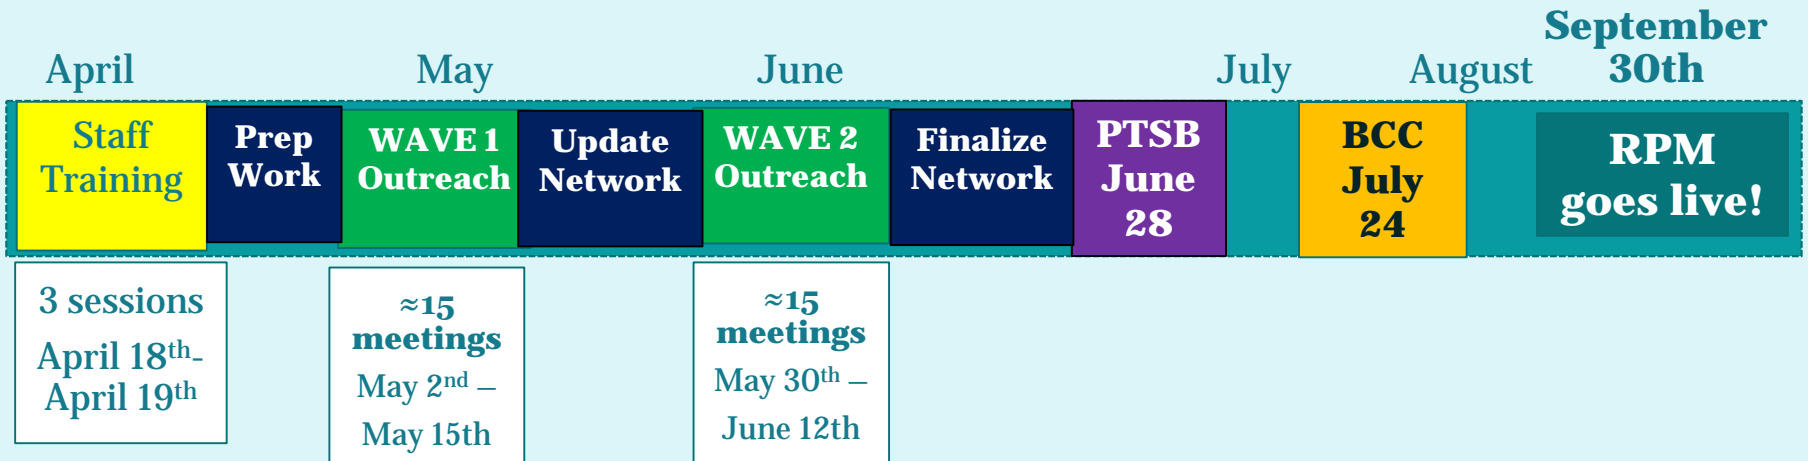 April
May
June
July
August
September
30th
Staff
Training
Prep
Work
WAVE 1
Outreach
Update
Network
WAVE 2
Outreach
Finalize
Network
PTSB
June
28
BCC
July
24
RPM
goes live!
3 sessions
April 18th-
April 19th
≈15
meetings
May 2nd –
May 15th
≈15
meetings
May 30th –
June 12th